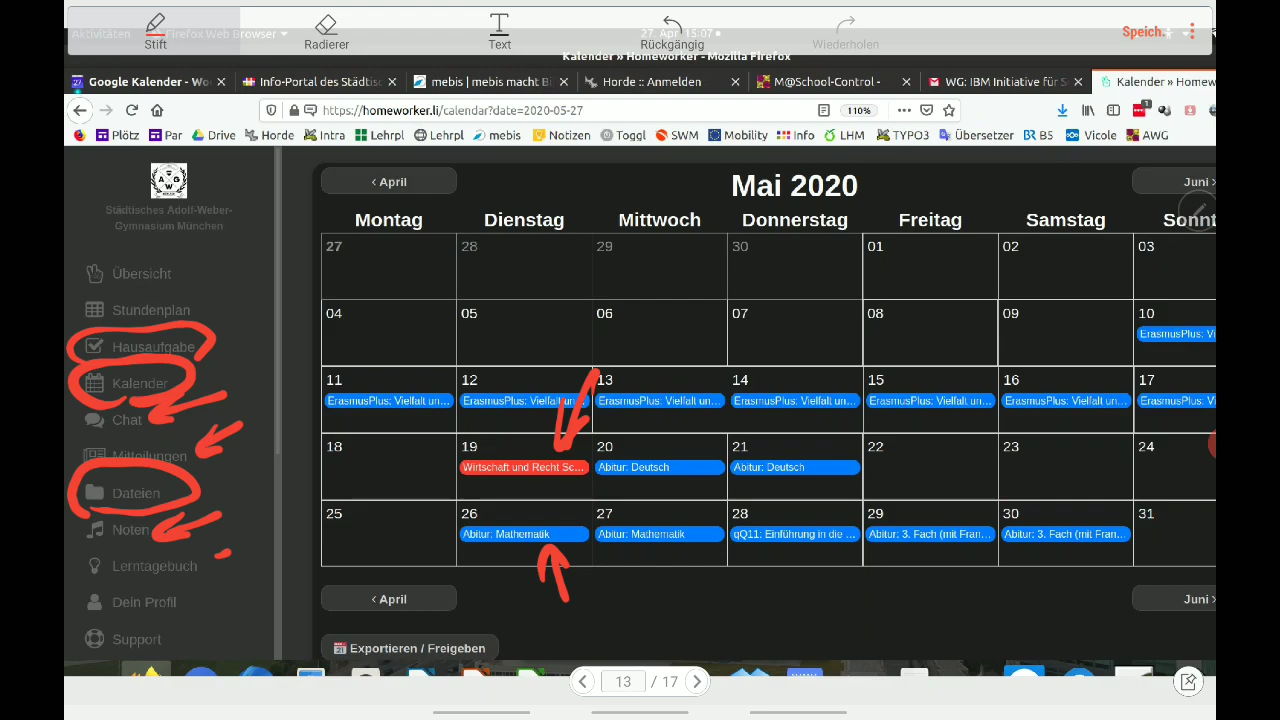 Aktivitäten Firefox Web Browser 27. Apr 15:07
Stift Radierer Text Rückgängig Wiederholen Speich.
Kalender » Homeworker - Mozilla Firefox
Google Kalender - Wo Info-Portal des Städtisc mebis | mebis macht Bi Horde :: Anmelden M@School-Control - WG: IBM Initiative für S Kalender » Homew
https://homeworker.li/calendar?date=2020-05-27 110%
Plötz Par Drive Horde Intra Lehrpl. Lehrpl mebis Notizen Toggl SWM Mobility Info LHM TYPO3 Übersetzer B5 Vicole AWG
Städtisches Adolf-Weber-
Gymnasium München
Übersicht
Stundenplan
Hausaufgabe
Kalender
Chat
Mitteilungen
Dateien
Noten
Lerntagebuch
Dein Profil
Support
‹ April Mai 2020 Juni ›
Montag Dienstag Mittwoch Donnerstag Freitag Samstag Sonnt
27 28 29 30 01 02 03
04 05 06 07 08 09 10
ErasmusPlus: Vi
11 12 13 14 15 16 17
ErasmusPlus: Vielfalt un... ErasmusPlus: Vielfalt un... ErasmusPlus: Vielfalt un... ErasmusPlus: Vielfalt un... ErasmusPlus: Vielfalt un... ErasmusPlus: Vielfalt un... ErasmusPlus: Vi
18 19 20 21 22 23 24
Wirtschaft und Recht Sc... Abitur: Deutsch Abitur: Deutsch
25 26 27 28 29 30 31
Abitur: Mathematik Abitur: Mathematik qQ11: Einführung in die ... Abitur: 3. Fach (mit Fran... Abitur: 3. Fach (mit Fran...
‹ April Juni ›
Exportieren / Freigeben
13 / 17